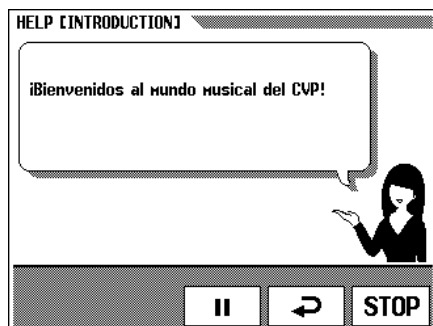 HELP [INTRODUCTION]
¡Bienvenidos al mundo musical del CVP!
STOP